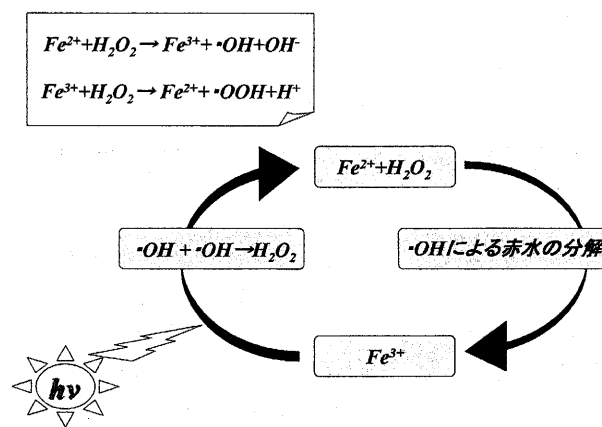 Fe²⁺+H₂O₂→ Fe³⁺+ ·OH+OH⁻
Fe³⁺+H₂O₂→ Fe²⁺+ ·OOH+H⁺
Fe²⁺+H₂O₂
·OH + ·OH→H₂O₂
·OHによる赤水の分解
Fe³⁺
hν